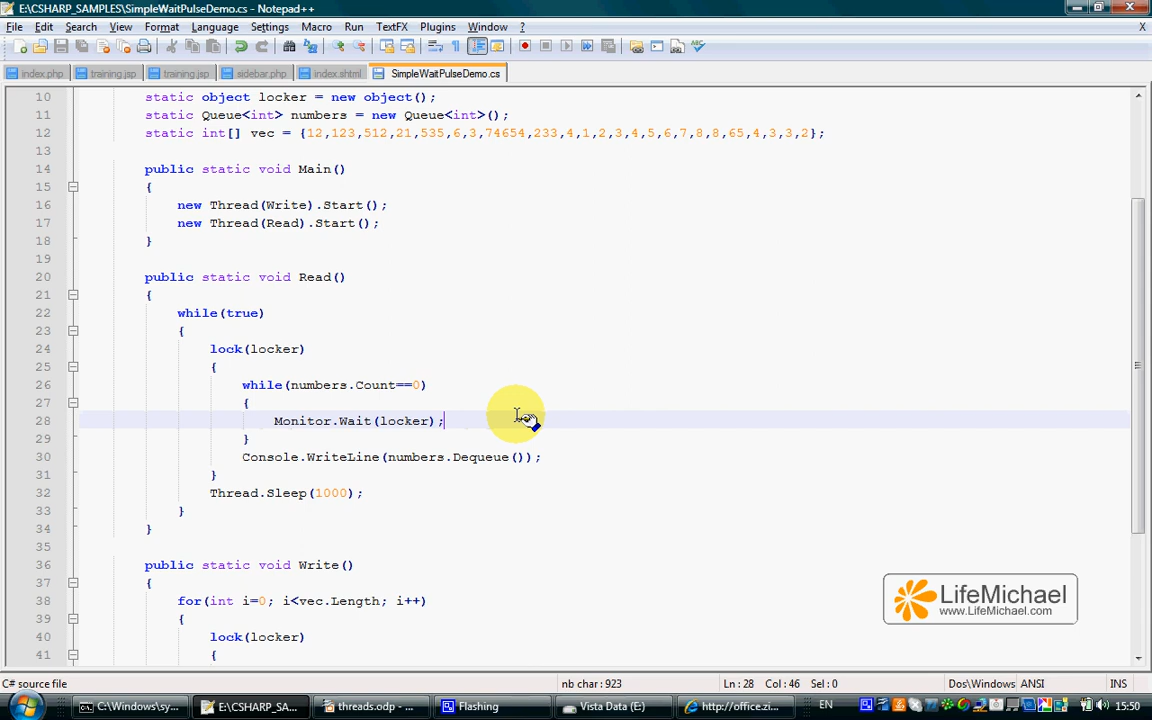 E:\CSHARP_SAMPLES\SimpleWaitPulseDemo.cs - Notepad++
File Edit Search View Format Language Settings Macro Run TextFX Plugins Window ? X
index.php training.jsp training.jsp sidebar.php index.shtml SimpleWaitPulseDemo.cs
10 static object locker = new object();
11 static Queue<int> numbers = new Queue<int>();
12 static int[] vec = {12,123,512,21,535,6,3,74654,233,4,1,2,3,4,5,6,7,8,8,65,4,3,3,2};
13
14 public static void Main()
15 {
16 new Thread(Write).Start();
17 new Thread(Read).Start();
18 }
19
20 public static void Read()
21 {
22 while(true)
23 {
24 lock(locker)
25 {
26 while(numbers.Count==0)
27 {
28 Monitor.Wait(locker);
29 }
30 Console.WriteLine(numbers.Dequeue());
31 }
32 Thread.Sleep(1000);
33 }
34 }
35
36 public static void Write()
37 {
38 for(int i=0; i<vec.Length; i++)
39 {
40 lock(locker)
41 {
LifeMichael
www.LifeMichael.com
C# source file nb char : 923 Ln : 28 Col : 46 Sel : 0 Dos\Windows ANSI INS
C:\Windows\sy... E:\CSHARP_SA... threads.odp - ... Flashing Vista Data (E:) http://office.zi... EN 15:50